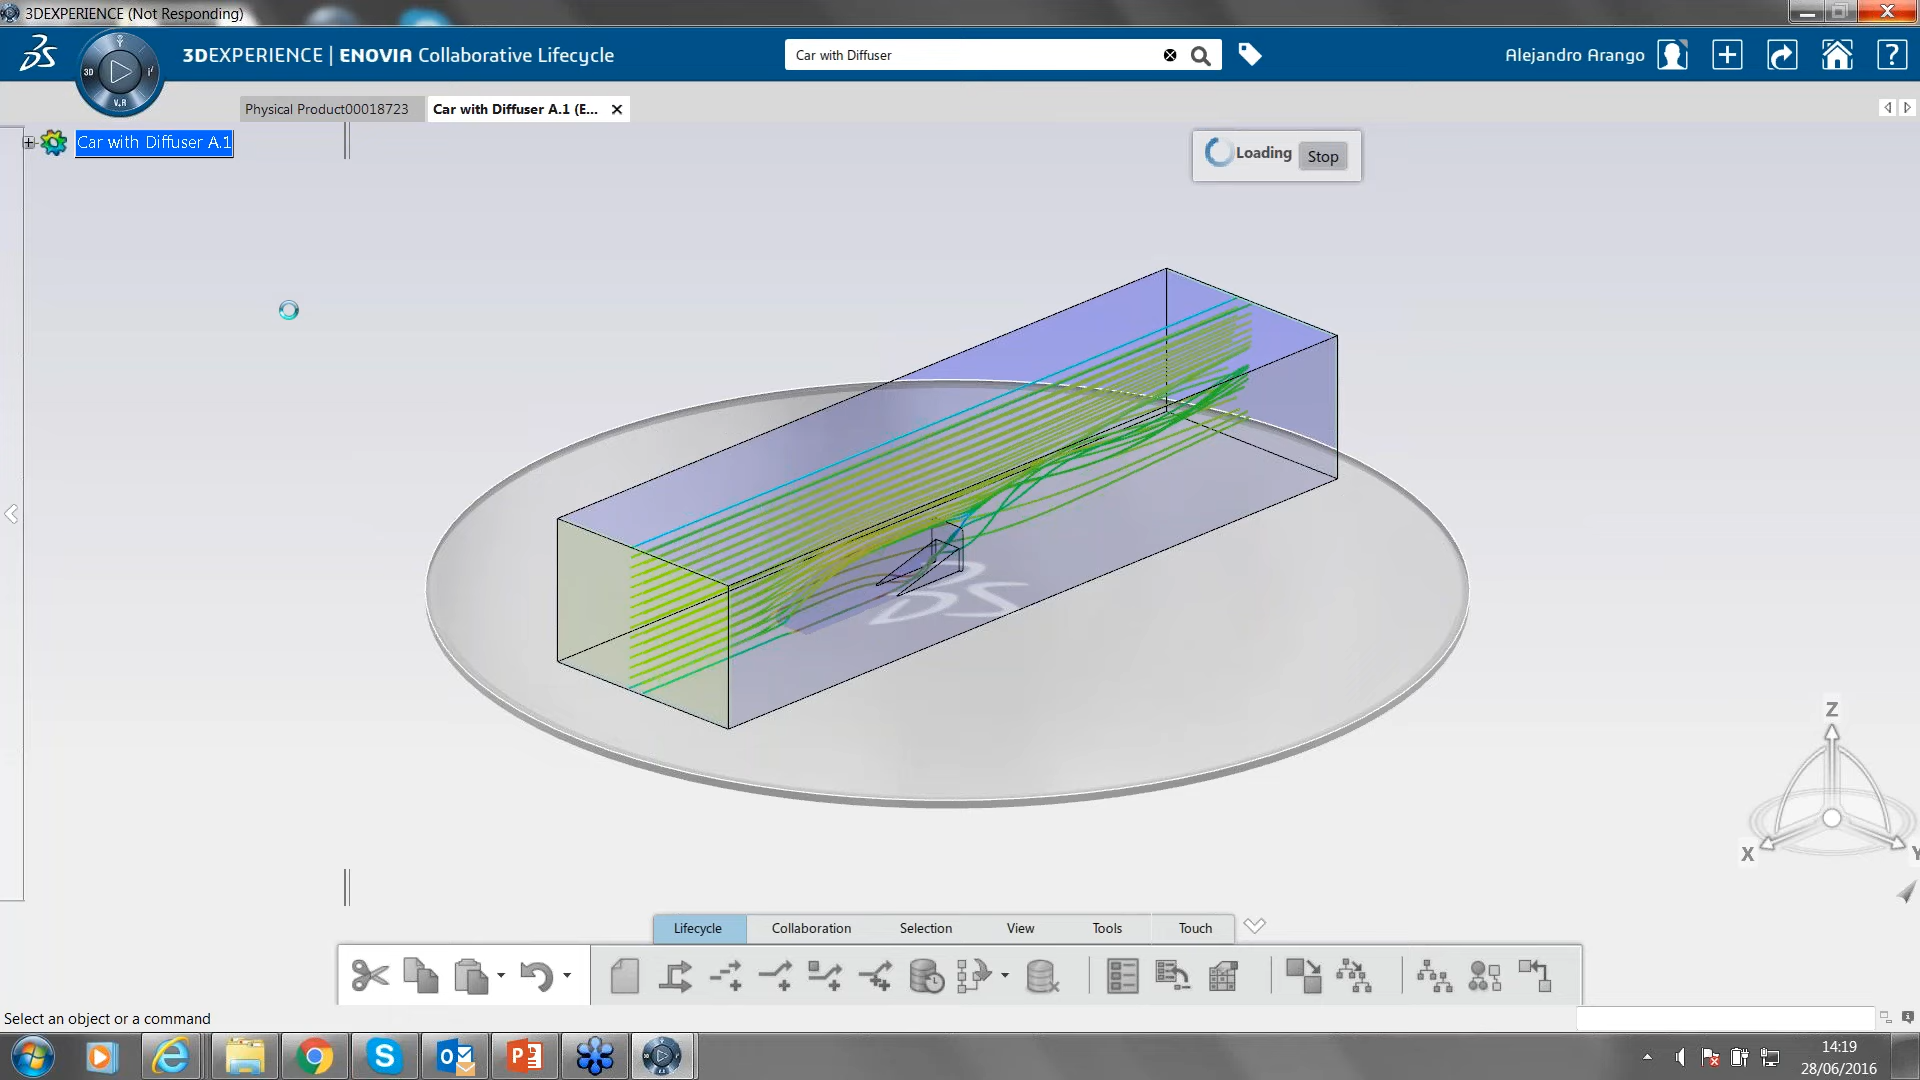 3DEXPERIENCE (Not Responding)
3DEXPERIENCE | ENOVIA Collaborative Lifecycle
Car with Diffuser
Alejandro Arango
3D
V.R
Physical Product00018723
Car with Diffuser A.1 (E...
Car with Diffuser A.1
Loading
Stop
Z
X
Y
Lifecycle
Collaboration
Selection
View
Tools
Touch
Select an object or a command
14:19
28/06/2016